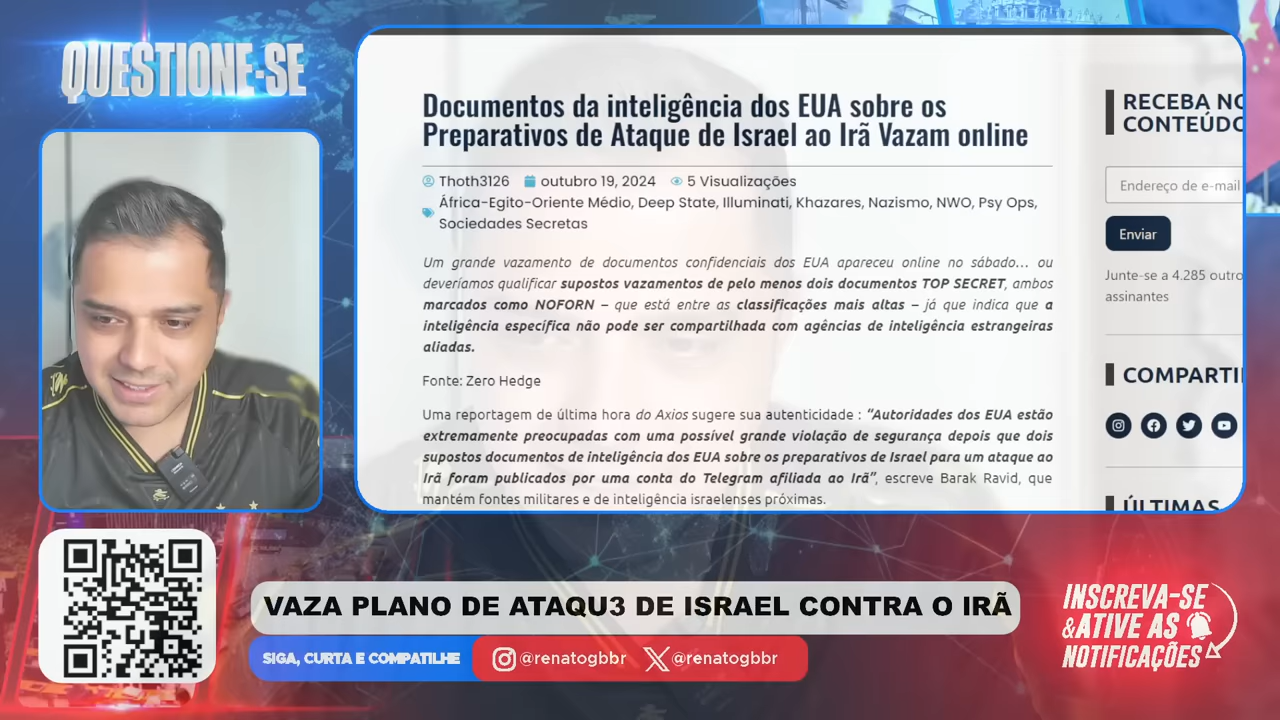 QUESTIONE-SE
Documentos da inteligência dos EUA sobre os
Preparativos de Ataque de Israel ao Irã Vazam online
Thoth3126 outubro 19, 2024 5 Visualizações
África-Egito-Oriente Médio, Deep State, Illuminati, Khazares, Nazismo, NWO, Psy Ops,
Sociedades Secretas
Um grande vazamento de documentos confidenciais dos EUA apareceu online no sábado… ou
deveríamos qualificar supostos vazamentos de pelo menos dois documentos TOP SECRET, ambos
marcados como NOFORN – que está entre as classificações mais altas – já que indica que a
inteligência específica não pode ser compartilhada com agências de inteligência estrangeiras
aliadas.
Fonte: Zero Hedge
Uma reportagem de última hora do Axios sugere sua autenticidade : “Autoridades dos EUA estão
extremamente preocupadas com uma possível grande violação de segurança depois que dois
supostos documentos de inteligência dos EUA sobre os preparativos de Israel para um ataque ao
Irã foram publicados por uma conta do Telegram afiliada ao Irã”, escreve Barak Ravid, que
mantém fontes militares e de inteligência israelenses próximas.
RECEBA NO
CONTEÚDO
Endereço de e-mail
Enviar
Junte-se a 4.285 outro
assinantes
COMPARTI
ÚLTIMAS
VAZA PLANO DE ATAQU3 DE ISRAEL CONTRA O IRÃ
SIGA, CURTA E COMPATILHE @renatogbbr @renatogbbr
INSCREVA-SE
&ATIVE AS
NOTIFICAÇÕES